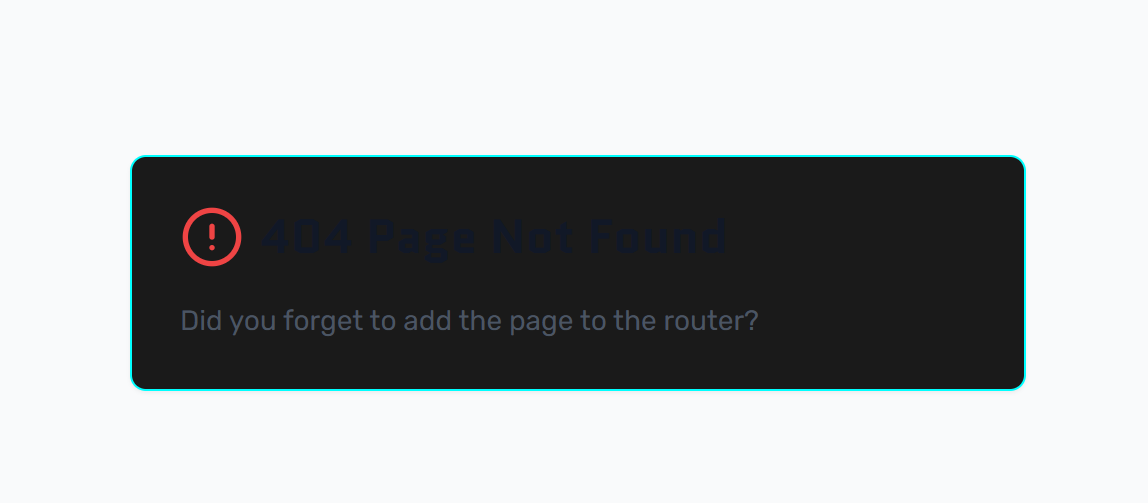 404 Page Not Found
Did you forget to add the page to the router?